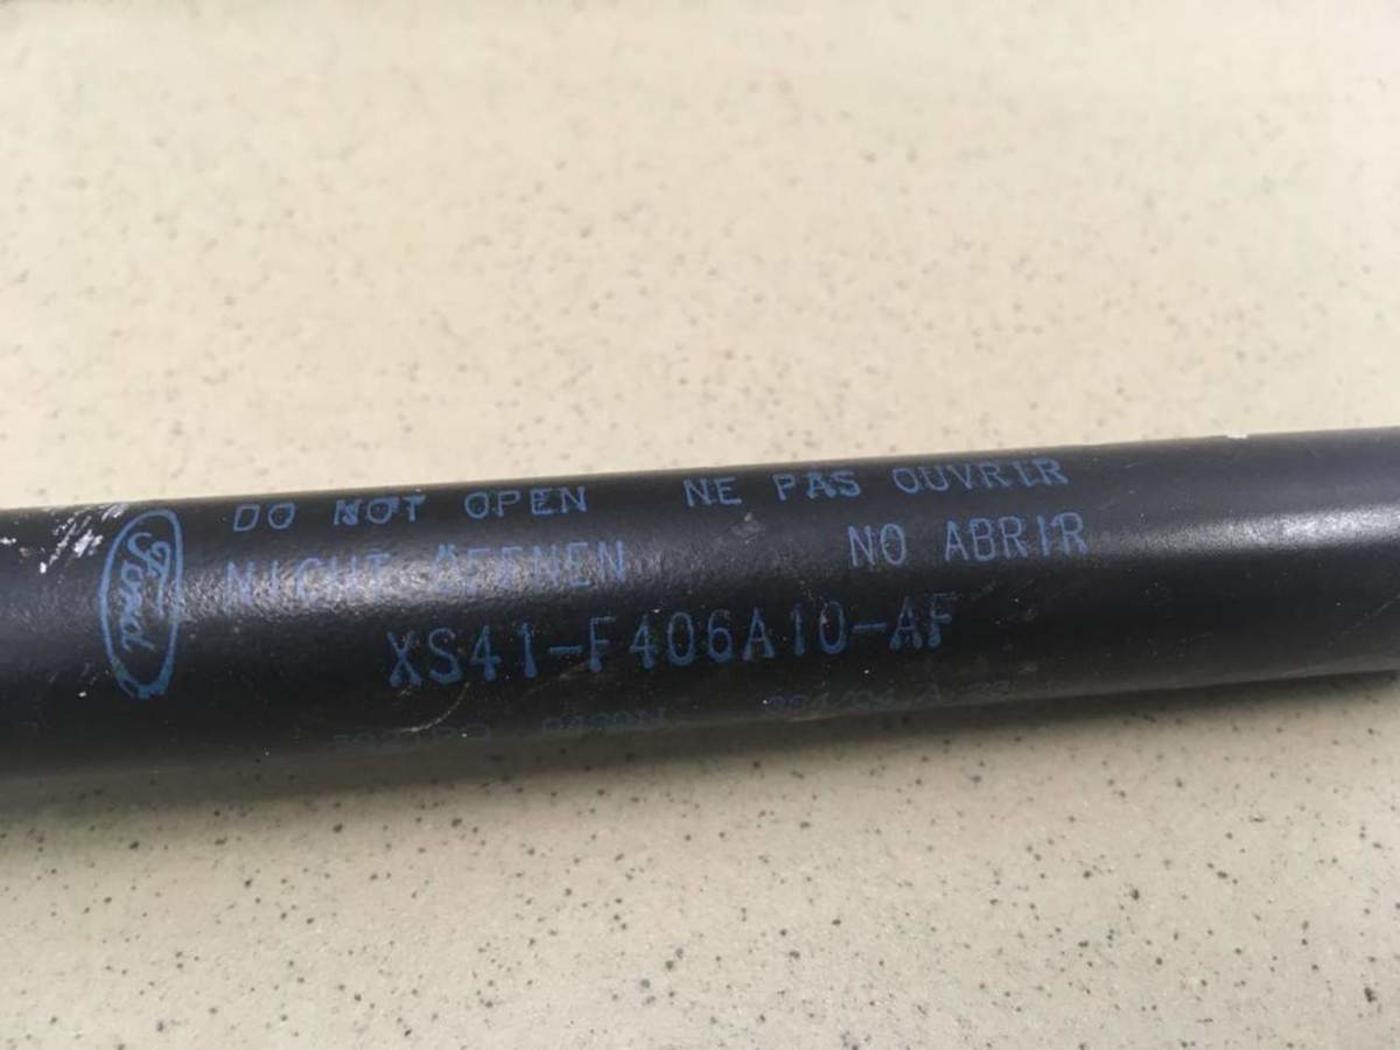 Ford
DO NOT OPEN NE PAS OUVRIR
NICHT ÖFFNEN NO ABRIR
XS41-F406A10-AF